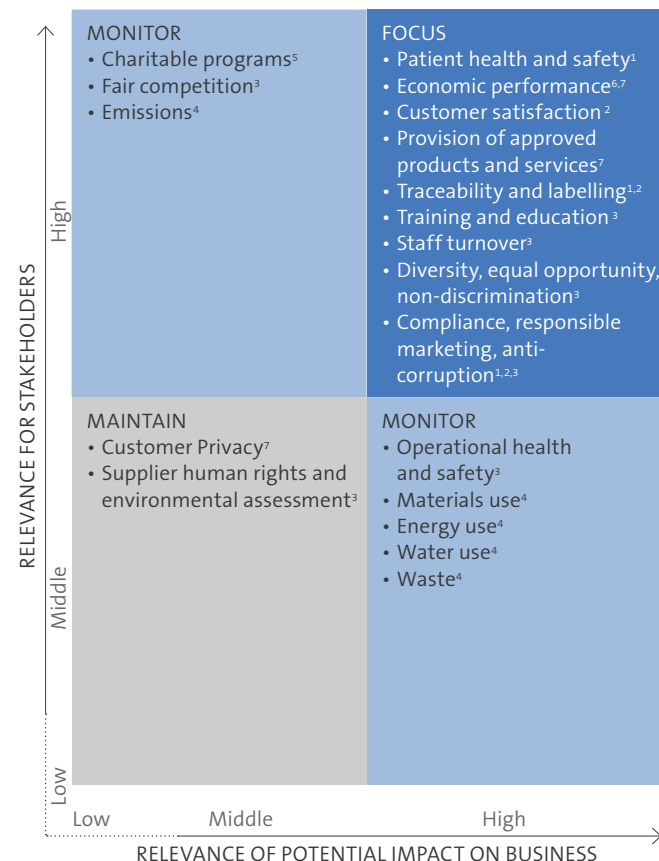 MONITOR
• Charitable programs⁵
• Fair competition³
• Emissions⁴
FOCUS
• Patient health and safety¹
• Economic performance⁶,⁷
• Customer satisfaction ²
• Provision of approved
products and services⁷
• Traceability and labelling¹,²
• Training and education ³
• Staff turnover³
• Diversity, equal opportunity,
non-discrimination³
• Compliance, responsible
marketing, anti-
corruption¹,²,³
MAINTAIN
• Customer Privacy⁷
• Supplier human rights and
environmental assessment³
MONITOR
• Operational health
and safety³
• Materials use⁴
• Energy use⁴
• Water use⁴
• Waste⁴
RELEVANCE FOR STAKEHOLDERS
High
Middle
Low
Low
Middle
High
RELEVANCE OF POTENTIAL IMPACT ON BUSINESS